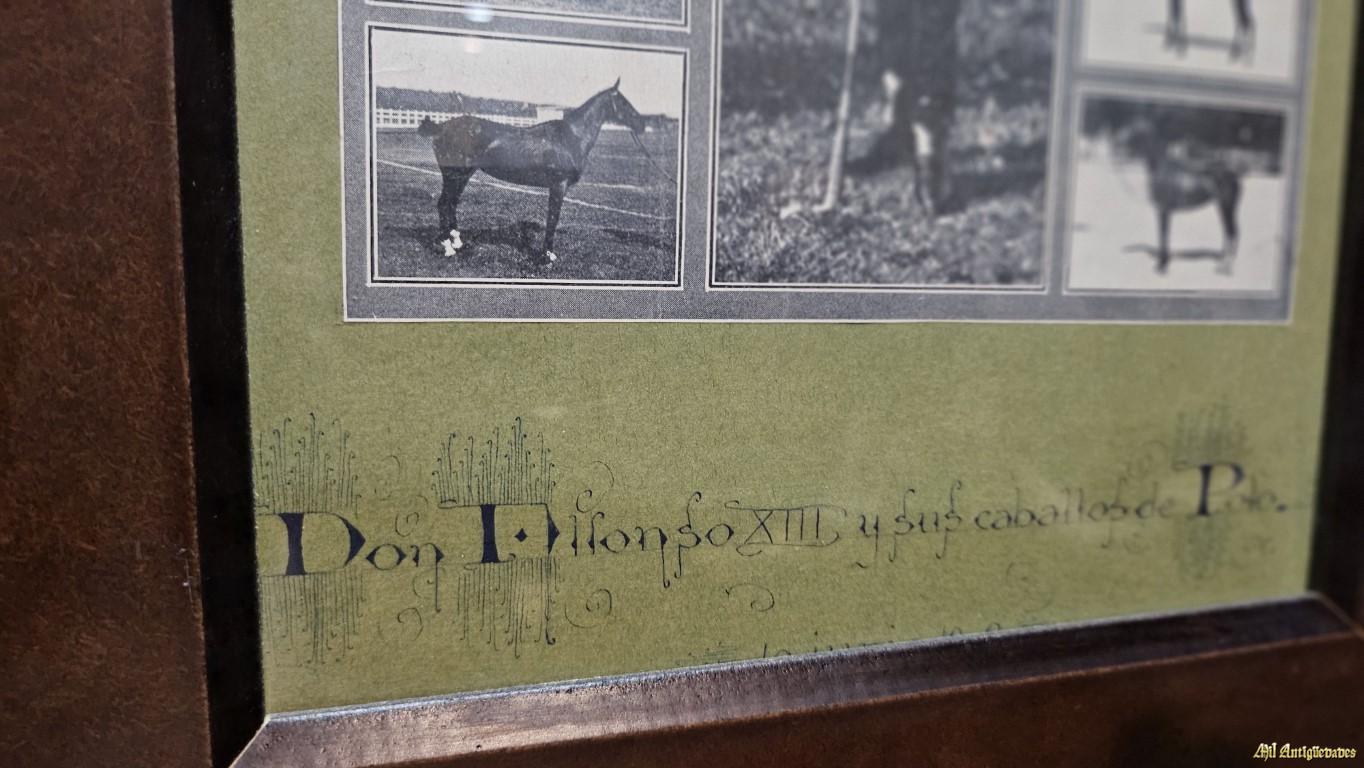 Don Alfonso XIII y sus caballos de Polo.
Mil Antigüedades